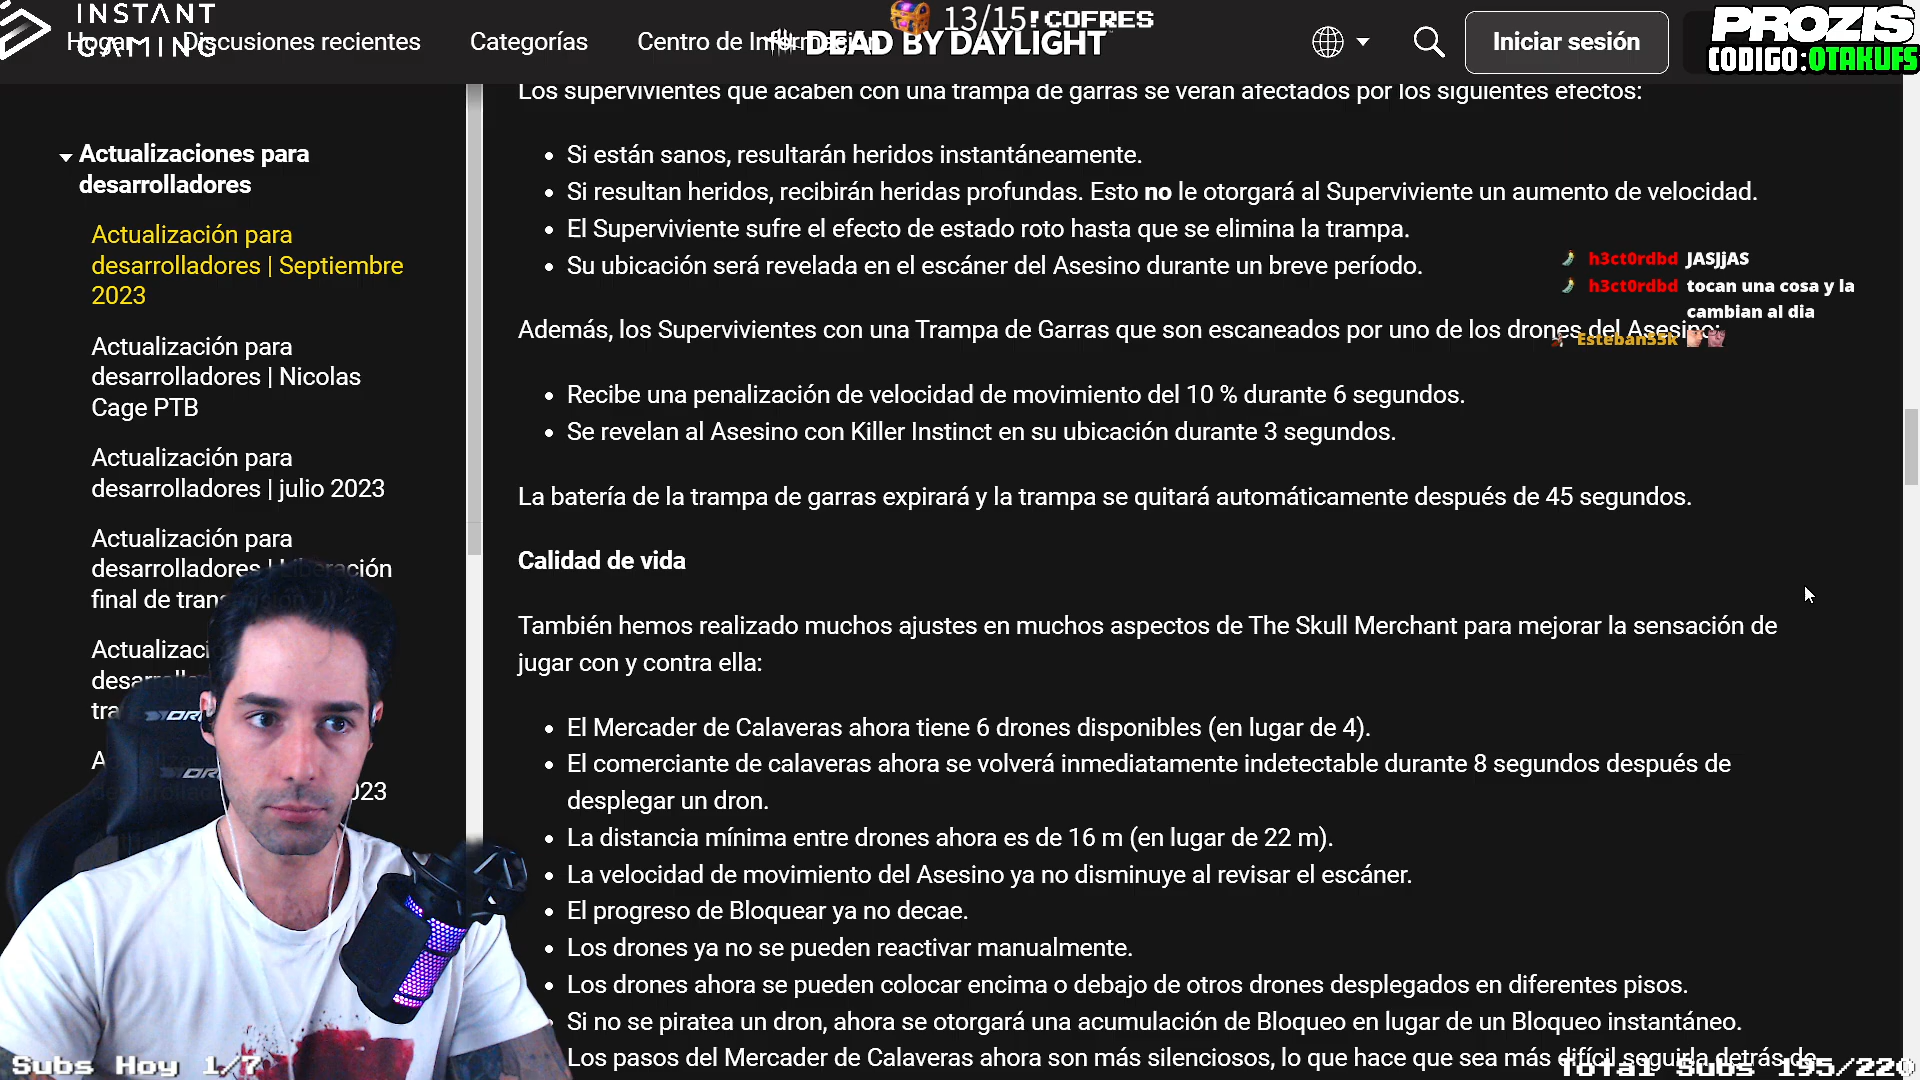 INSTANT
GAMING
Hogar Discusiones recientes Categorías Centro de Información
13/15 !COFRES
DEAD BY DAYLIGHT
Iniciar sesión
PROZIS
CODIGO:OTAKUFS
Actualizaciones para
desarrolladores
Actualización para
desarrolladores | Septiembre
2023
Actualización para
desarrolladores | Nicolas
Cage PTB
Actualización para
desarrolladores | julio 2023
Actualización para
desarrolladores | Liberación
final de
Los supervivientes que acaben con una trampa de garras se verán afectados por los siguientes efectos:
Si están sanos, resultarán heridos instantáneamente.
Si resultan heridos, recibirán heridas profundas. Esto no le otorgará al Superviviente un aumento de velocidad.
El Superviviente sufre el efecto de estado roto hasta que se elimina la trampa.
Su ubicación será revelada en el escáner del Asesino durante un breve período.
h3ct0rdbd JASJjAS
h3ct0rdbd tocan una cosa y la
cambian al dia
Esteban55k
Además, los Supervivientes con una Trampa de Garras que son escaneados por uno de los drones del Asesino:
Recibe una penalización de velocidad de movimiento del 10 % durante 6 segundos.
Se revelan al Asesino con Killer Instinct en su ubicación durante 3 segundos.
La batería de la trampa de garras expirará y la trampa se quitará automáticamente después de 45 segundos.
Calidad de vida
También hemos realizado muchos ajustes en muchos aspectos de The Skull Merchant para mejorar la sensación de
jugar con y contra ella:
El Mercader de Calaveras ahora tiene 6 drones disponibles (en lugar de 4).
El comerciante de calaveras ahora se volverá inmediatamente indetectable durante 8 segundos después de
desplegar un dron.
La distancia mínima entre drones ahora es de 16 m (en lugar de 22 m).
La velocidad de movimiento del Asesino ya no disminuye al revisar el escáner.
El progreso de Bloquear ya no decae.
Los drones ya no se pueden reactivar manualmente.
Los drones ahora se pueden colocar encima o debajo de otros drones desplegados en diferentes pisos.
Si no se piratea un dron, ahora se otorgará una acumulación de Bloqueo en lugar de un Bloqueo instantáneo.
Los pasos del Mercader de Calaveras ahora son más silenciosos, lo que hace que sea más difícil seguirla detrás de
Subs Hoy 1/7
Total Subs 195/220